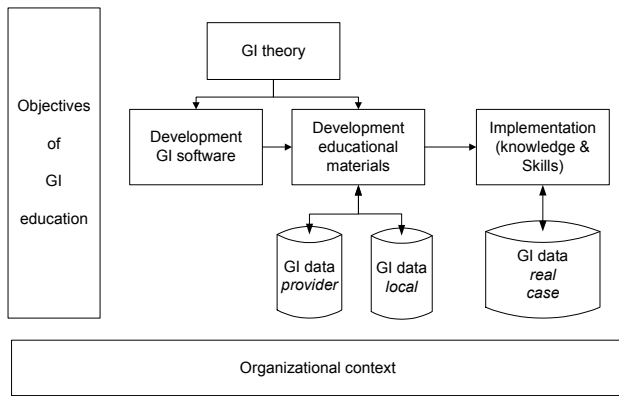 GI theory
Objectives
of
GI
education
Development
GI software
Development
educational
materials
Implementation
(knowledge &
Skills)
GI data
provider
GI data
local
GI data
real
case
Organizational context